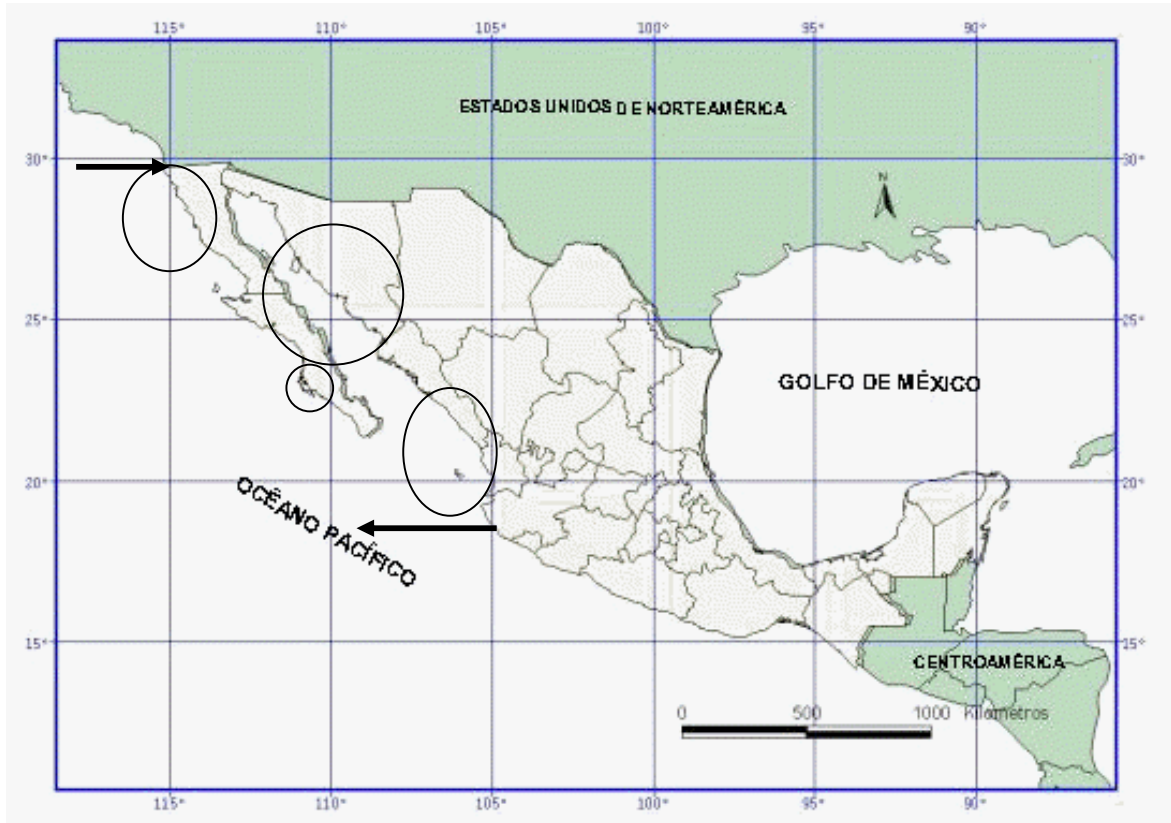 115° 110° 105° 100° 95° 90°
ESTADOS UNIDOS DE NORTEAMÉRICA
30° 30°
N
25° 25°
GOLFO DE MÉXICO
20° 20°
OCÉANO PACÍFICO
15° 15°
CENTROAMÉRICA
0 500 1000 Kilometros
115° 110° 105° 100° 95° 90°